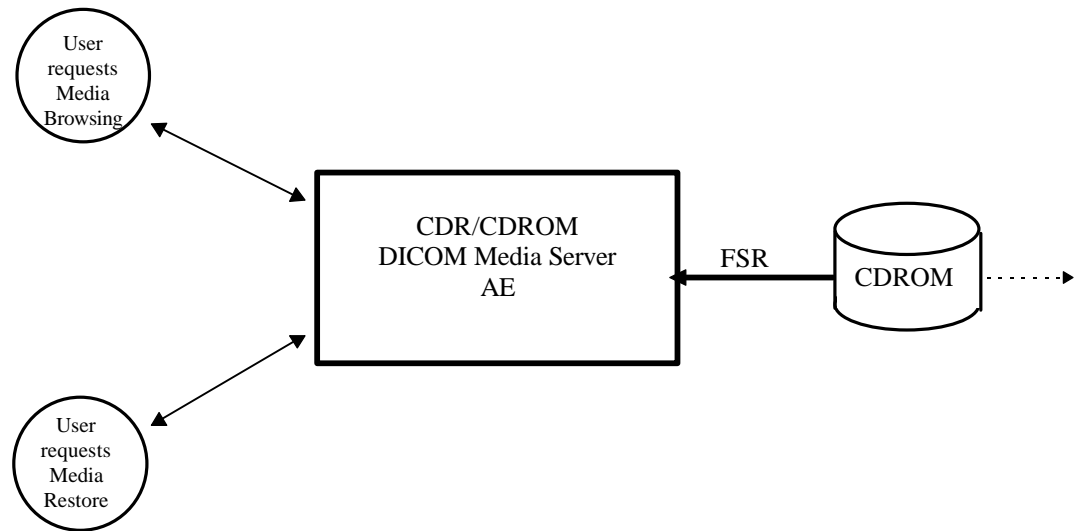 User
requests
Media
Browsing
CDR/CDROM
DICOM Media Server
AE
FSR
CDROM
User
requests
Media
Restore